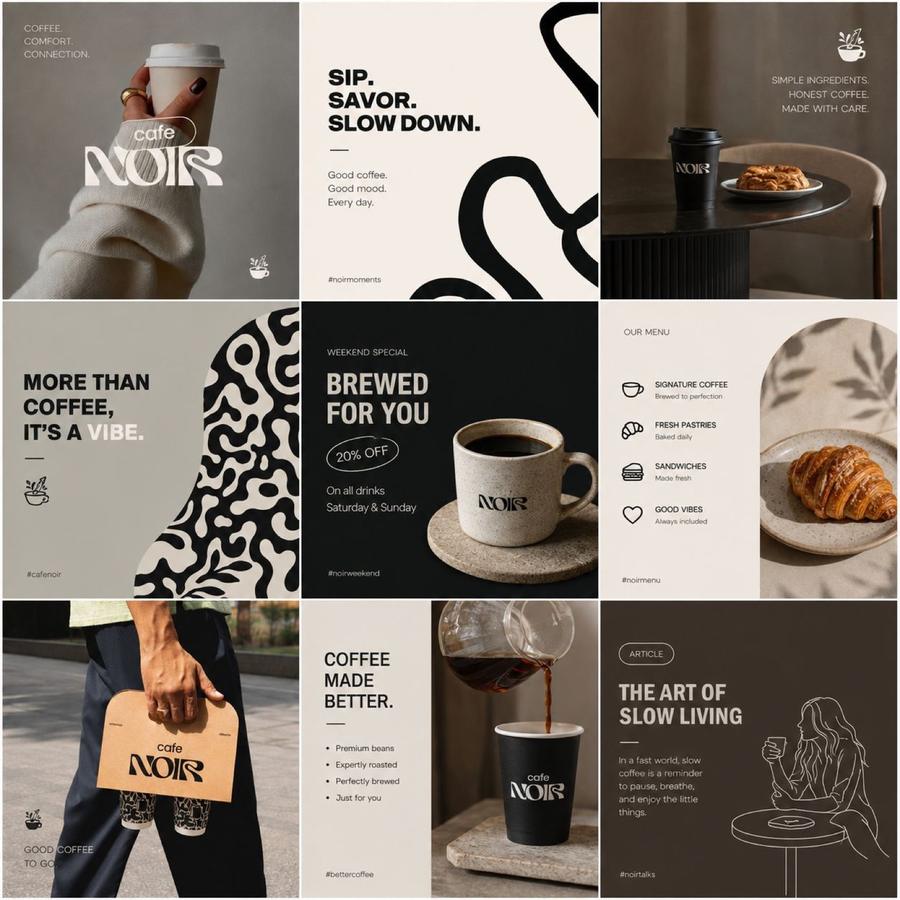 COFFEE.
COMFORT.
CONNECTION.
cafe
NOIR
SIP.
SAVOR.
SLOW DOWN.
Good coffee.
Good mood.
Every day.
#noirmoments
SIMPLE INGREDIENTS.
HONEST COFFEE.
MADE WITH CARE.
NOIR
MORE THAN
COFFEE,
IT'S A VIBE.
#cafenoir
WEEKEND SPECIAL
BREWED
FOR YOU
20% OFF
On all drinks
Saturday & Sunday
NOIR
#noirweekend
OUR MENU
SIGNATURE COFFEE
Brewed to perfection
FRESH PASTRIES
Baked daily
SANDWICHES
Made fresh
GOOD VIBES
Always included
#noirmenu
cafe
NOIR
GOOD COFFEE
TO GO
COFFEE
MADE
BETTER.
• Premium beans
• Expertly roasted
• Perfectly brewed
• Just for you
cafe
NOIR
#bettercoffee
ARTICLE
THE ART OF
SLOW LIVING
In a fast world, slow
coffee is a reminder
to pause, breathe,
and enjoy the little
things.
#noirtalks